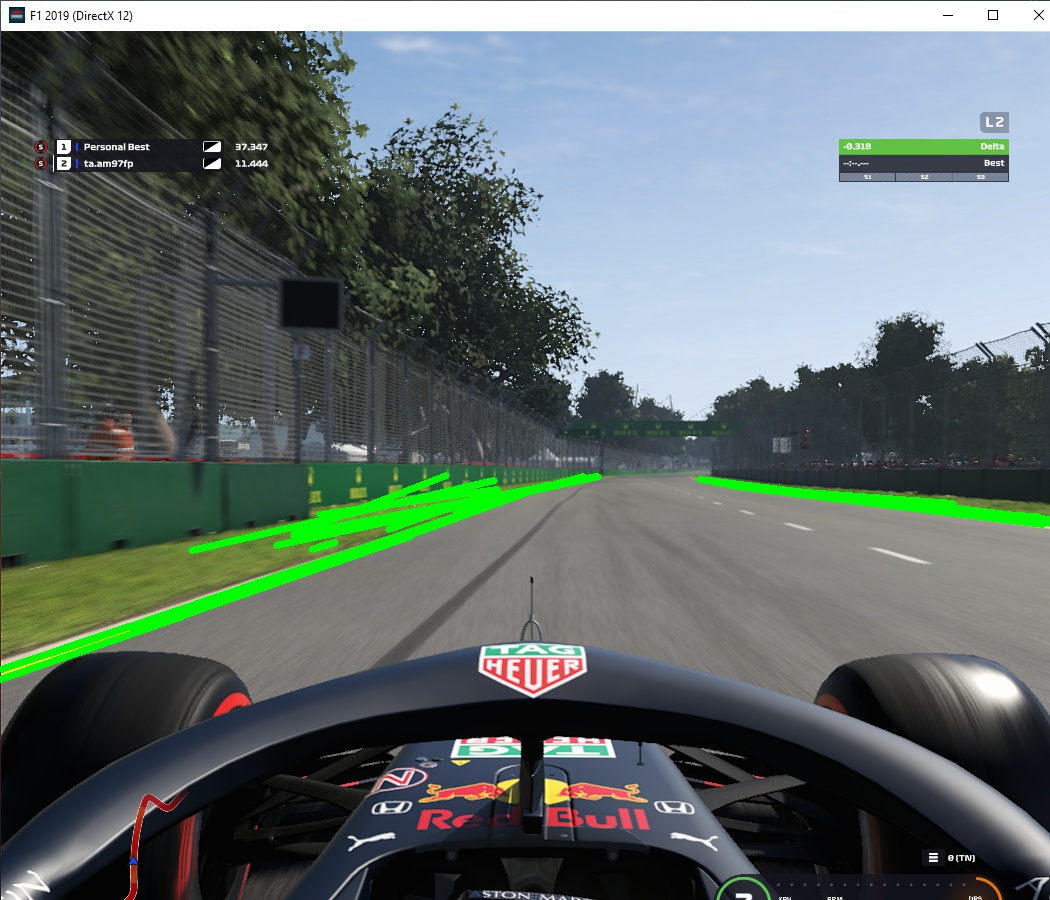 F1 2019 (DirectX 12)
L2
S 1 Personal Best 37.347
S 2 ta.am97fp 11.444
-0.318 Delta
--:--.--- Best
S1 S2 S3
TAG
HEUER
TAG
Red Bull
0 (TN)